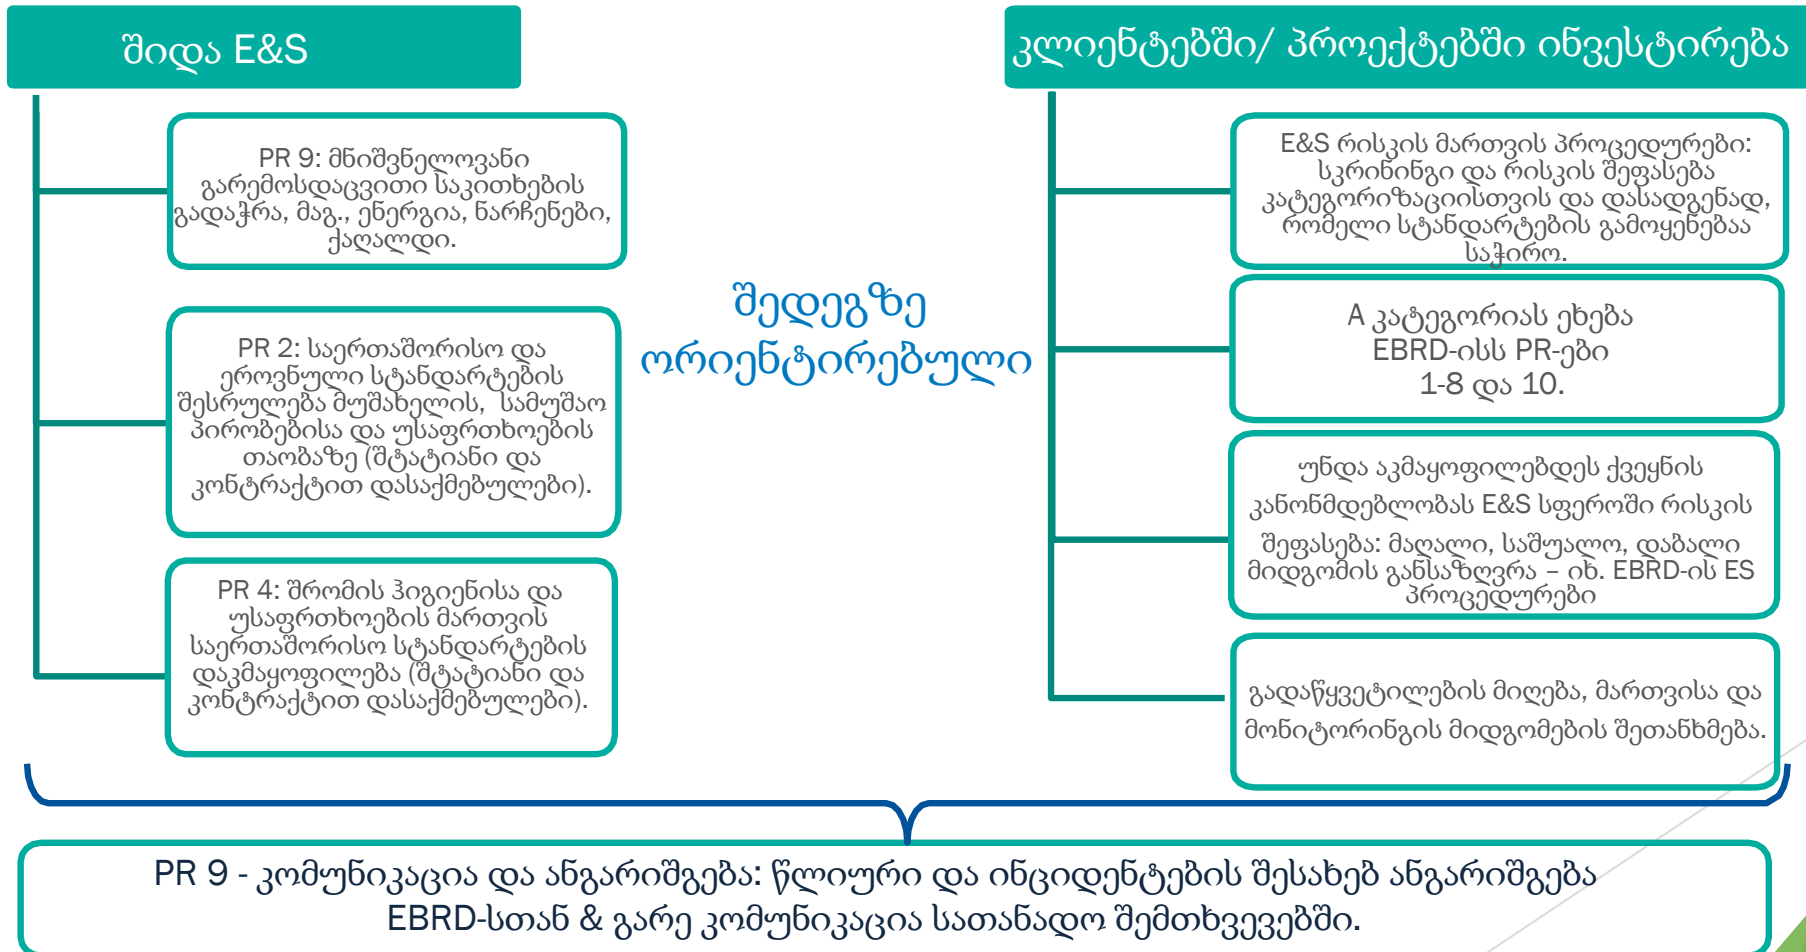 შიდა E&S
PR 9: მნიშვნელოვანი
გარემოსდაცვითი საკითხების
გადაჭრა, მაგ., ენერგია, ნარჩენები,
ქაღალდი.
PR 2: საერთაშორისო და
ეროვნული სტანდარტების
შესრულება მუშახელის, სამუშაო
პირობებისა და უსაფრთხოების
თაობაზე (შტატიანი და
კონტრაქტით დასაქმებულები).
PR 4: შრომის ჰიგიენისა და
უსაფრთხოების მართვის
საერთაშორისო სტანდარტების
დაკმაყოფილება (შტატიანი და
კონტრაქტით დასაქმებულები).
შედეგზე
ორიენტირებული
კლიენტებში/ პროექტებში ინვესტირება
E&S რისკის მართვის პროცედურები:
სკრინინგი და რისკის შეფასება
კატეგორიზაციისთვის და დასადგენად,
რომელი სტანდარტების გამოყენებაა
საჭირო.
A კატეგორიას ეხება
EBRD-ისს PR-ები
1-8 და 10.
უნდა აკმაყოფილებდეს ქვეყნის
კანონმდებლობას E&S სფეროში რისკის
შეფასება: მაღალი, საშუალო, დაბალი
მიდგომის განსაზღვრა – იხ. EBRD-ის ES
პროცედურები
გადაწყვეტილების მიღება, მართვისა და
მონიტორინგის მიდგომების შეთანხმება.
PR 9 - კომუნიკაცია და ანგარიშგება: წლიური და ინციდენტების შესახებ ანგარიშგება
EBRD-სთან & გარე კომუნიკაცია სათანადო შემთხვევებში.